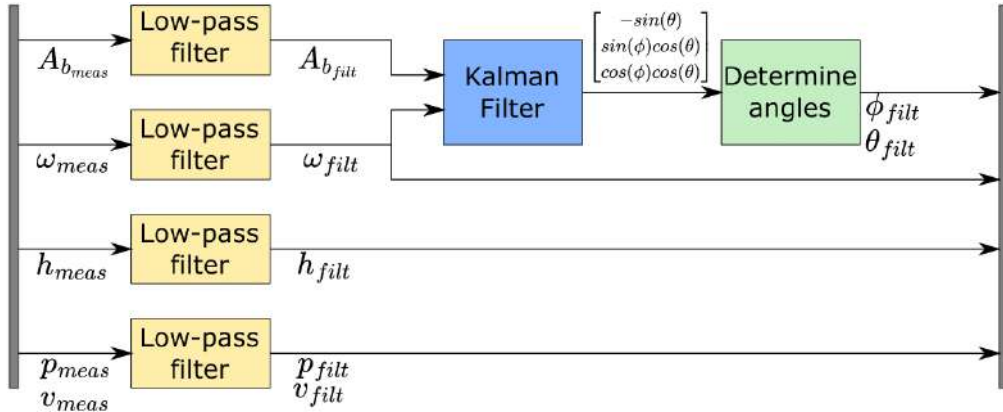 Low-pass
filter
A_{b_{meas}}
A_{b_{filt}}
Kalman
Filter
[-sin(θ)
sin(ϕ)cos(θ)
cos(ϕ)cos(θ)]
Determine
angles
ϕ_{filt}
θ_{filt}
Low-pass
filter
ω_{meas}
ω_{filt}
Low-pass
filter
h_{meas}
h_{filt}
Low-pass
filter
p_{meas}
v_{meas}
p_{filt}
v_{filt}